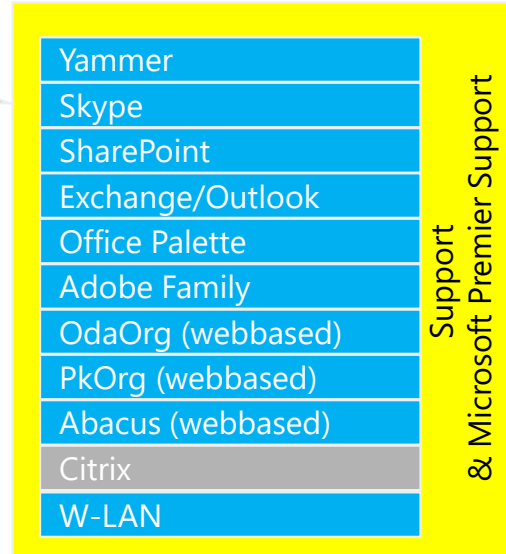 Yammer
Skype
SharePoint
Exchange/Outlook
Office Palette
Adobe Family
OdaOrg (webbased)
PkOrg (webbased)
Abacus (webbased)
Citrix
W-LAN
Support
& Microsoft Premier Support